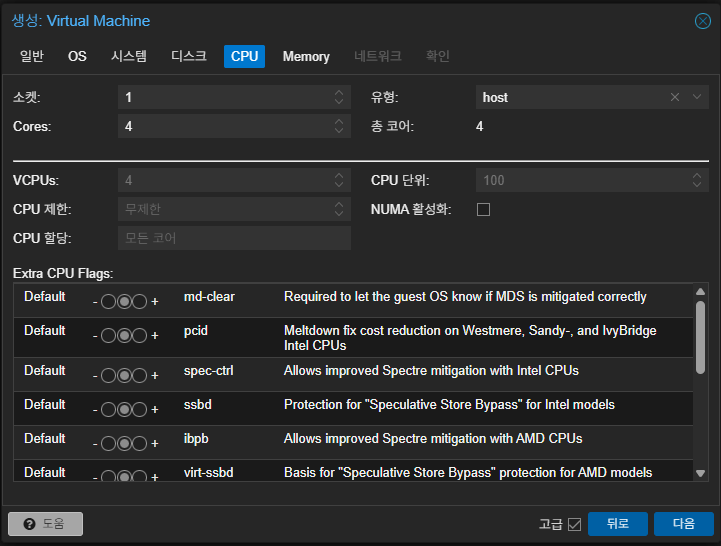 생성: Virtual Machine
일반 OS 시스템 디스크 CPU Memory 네트워크 확인
소켓: 1 유형: host
Cores: 4 총 코어: 4
VCPUs: 4 CPU 단위: 100
CPU 제한: 무제한 NUMA 활성화:
CPU 할당: 모든 코어
Extra CPU Flags:
Default - + md-clear Required to let the guest OS know if MDS is mitigated correctly
Default - + pcid Meltdown fix cost reduction on Westmere, Sandy-, and IvyBridge
Intel CPUs
Default - + spec-ctrl Allows improved Spectre mitigation with Intel CPUs
Default - + ssbd Protection for "Speculative Store Bypass" for Intel models
Default - + ibpb Allows improved Spectre mitigation with AMD CPUs
Default - + virt-ssbd Basis for "Speculative Store Bypass" protection for AMD models
? 도움 고급 뒤로 다음